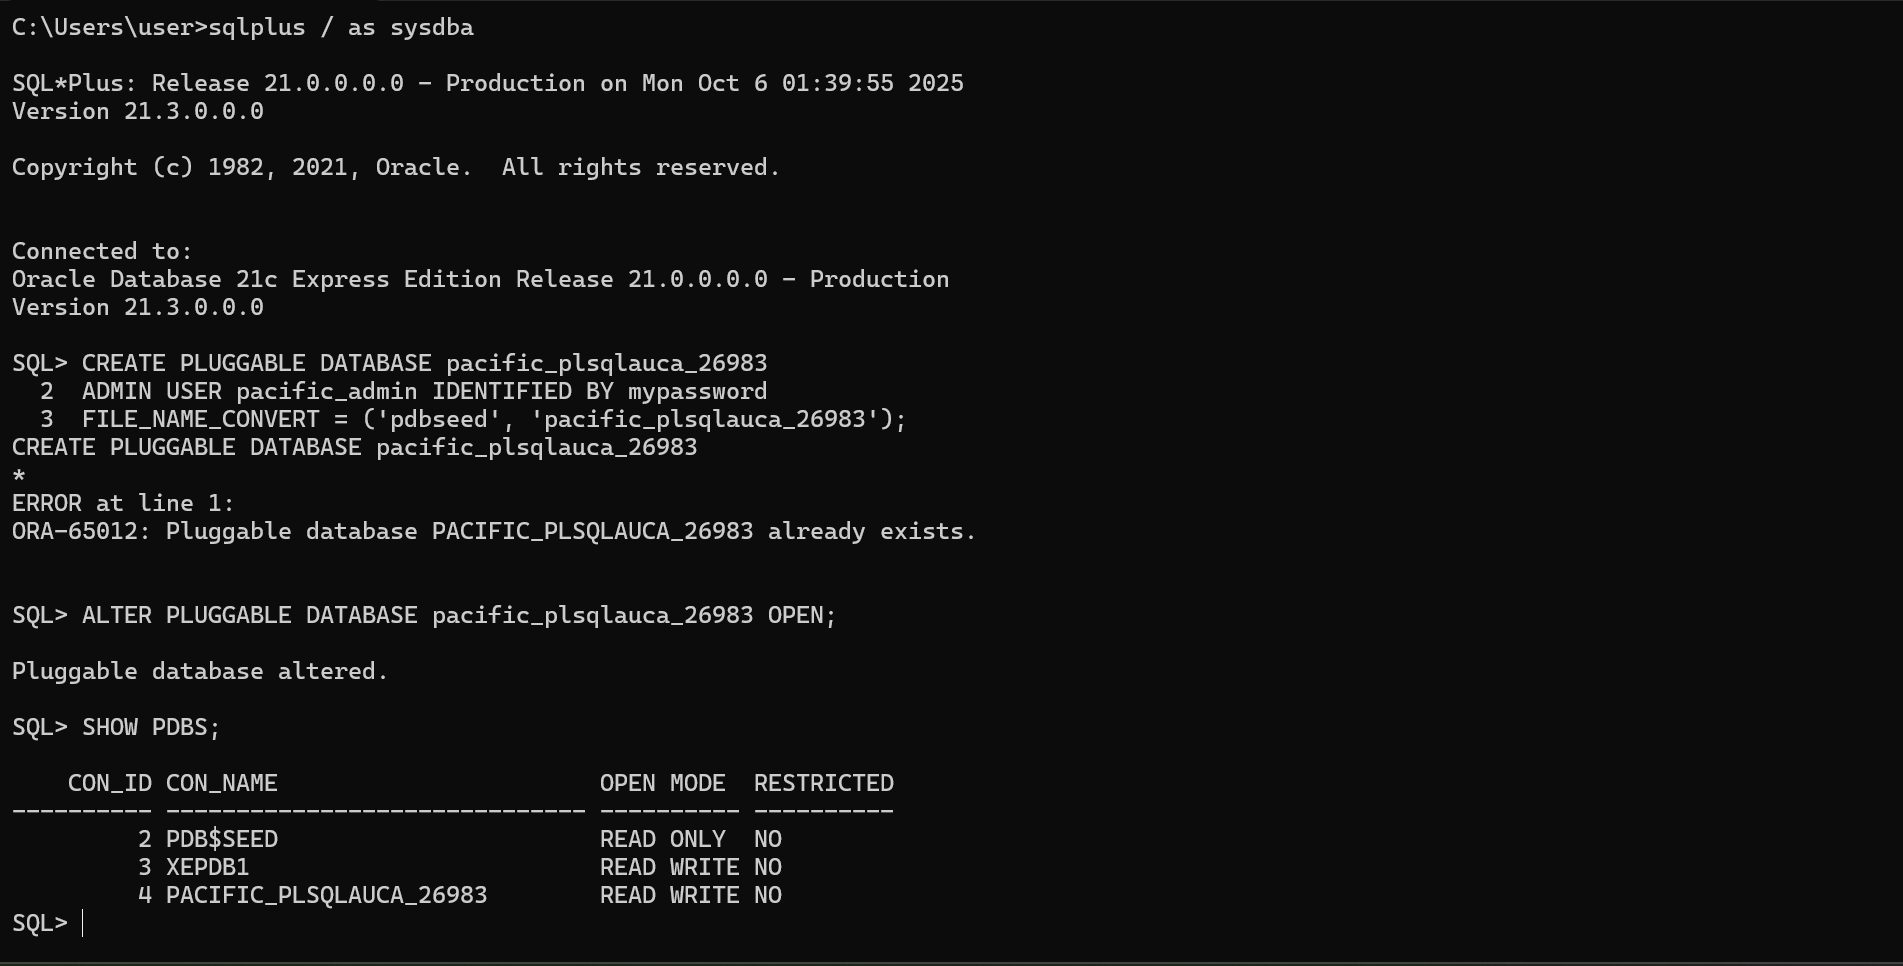 C:\Users\user>sqlplus / as sysdba
SQL*Plus: Release 21.0.0.0.0 - Production on Mon Oct 6 01:39:55 2025
Version 21.3.0.0.0
Copyright (c) 1982, 2021, Oracle.  All rights reserved.
Connected to:
Oracle Database 21c Express Edition Release 21.0.0.0.0 - Production
Version 21.3.0.0.0
SQL> CREATE PLUGGABLE DATABASE pacific_plsqlauca_26983
  2  ADMIN USER pacific_admin IDENTIFIED BY mypassword
  3  FILE_NAME_CONVERT = ('pdbseed', 'pacific_plsqlauca_26983');
CREATE PLUGGABLE DATABASE pacific_plsqlauca_26983
*
ERROR at line 1:
ORA-65012: Pluggable database PACIFIC_PLSQLAUCA_26983 already exists.
SQL> ALTER PLUGGABLE DATABASE pacific_plsqlauca_26983 OPEN;
Pluggable database altered.
SQL> SHOW PDBS;
    CON_ID CON_NAME                       OPEN MODE  RESTRICTED
---------- ------------------------------ ---------- ----------
         2 PDB$SEED                       READ ONLY  NO
         3 XEPDB1                         READ WRITE NO
         4 PACIFIC_PLSQLAUCA_26983        READ WRITE NO
SQL>